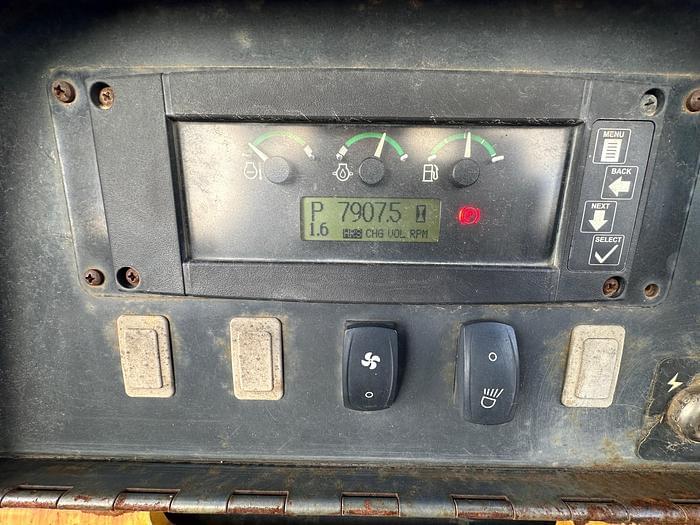 MENU
BACK
NEXT
SELECT
P 7907.5
1.6 HRS CHG VOL RPM